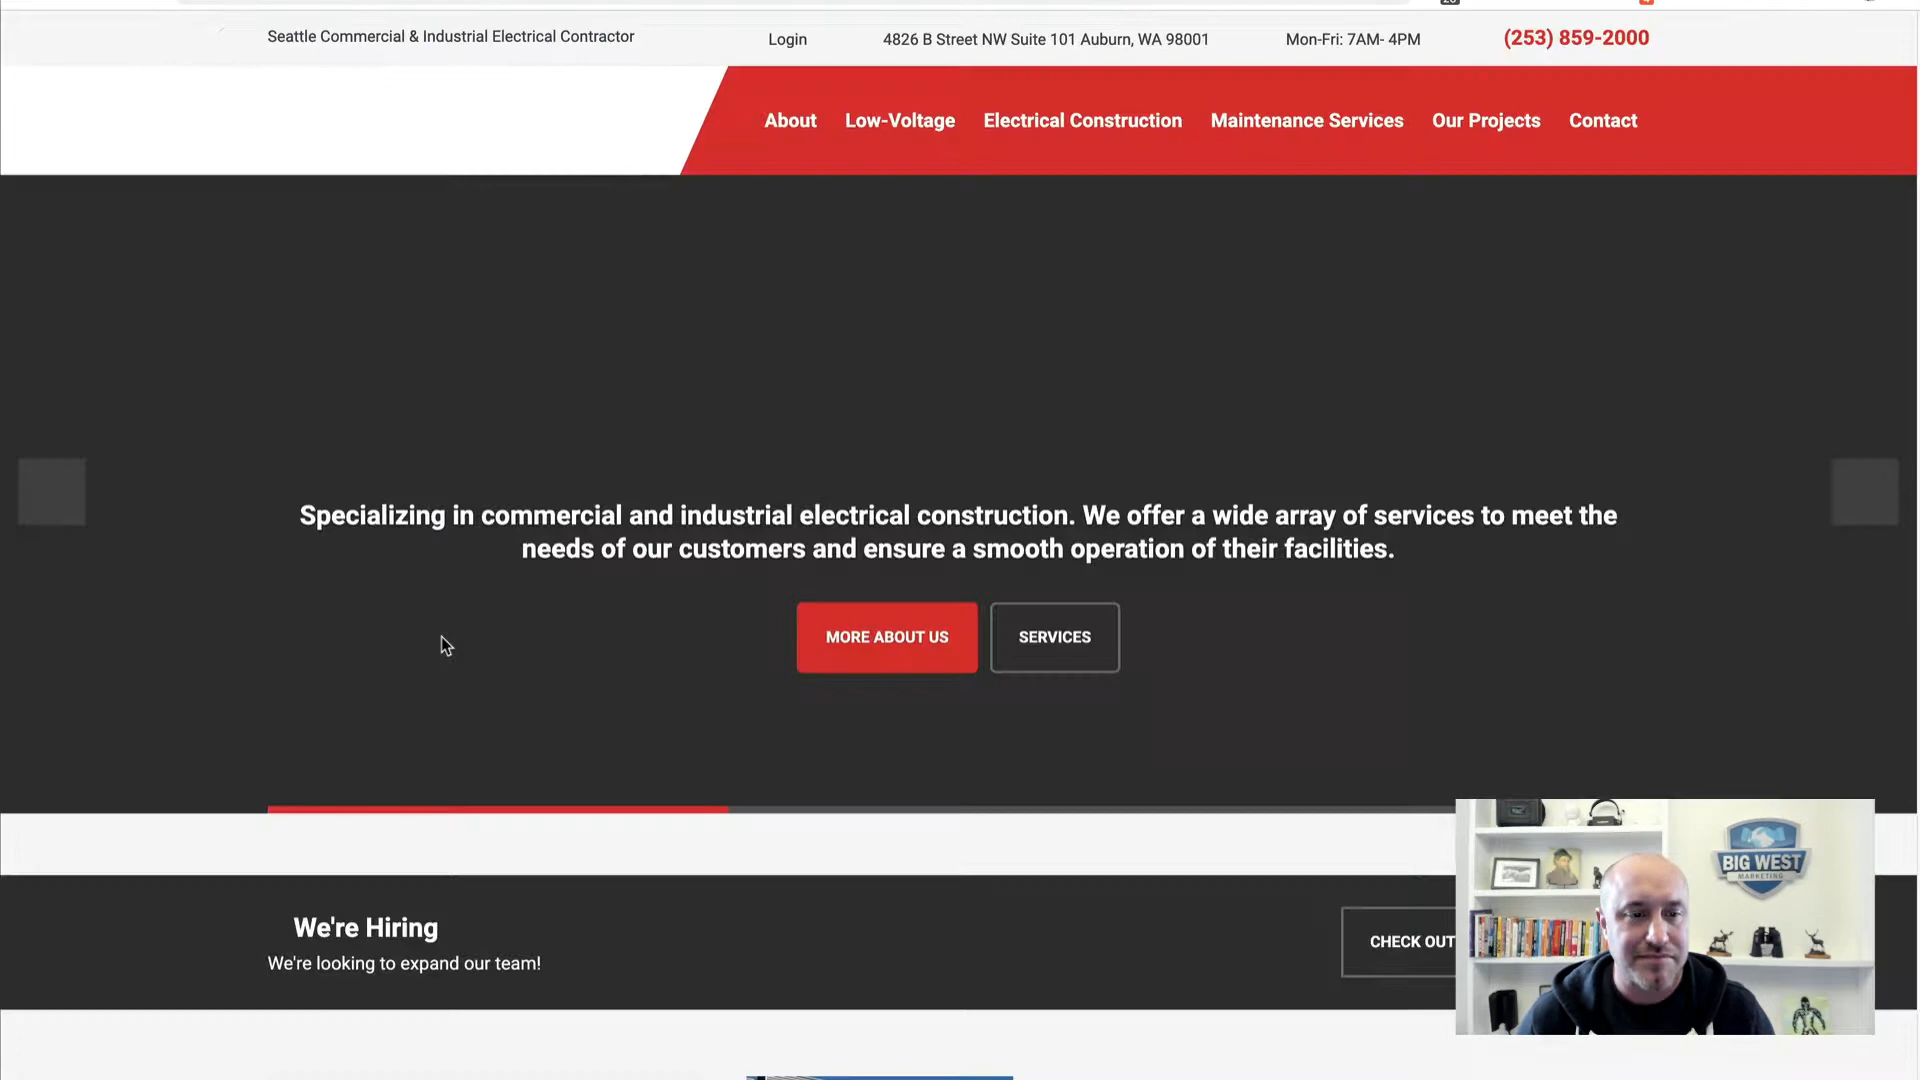 Seattle Commercial & Industrial Electrical Contractor
Login
4826 B Street NW Suite 101 Auburn, WA 98001
Mon-Fri: 7AM- 4PM
(253) 859-2000
About
Low-Voltage
Electrical Construction
Maintenance Services
Our Projects
Contact
Specializing in commercial and industrial electrical construction. We offer a wide array of services to meet the
needs of our customers and ensure a smooth operation of their facilities.
MORE ABOUT US
SERVICES
We're Hiring
We're looking to expand our team!
CHECK OUT
BIG WEST
MARKETING